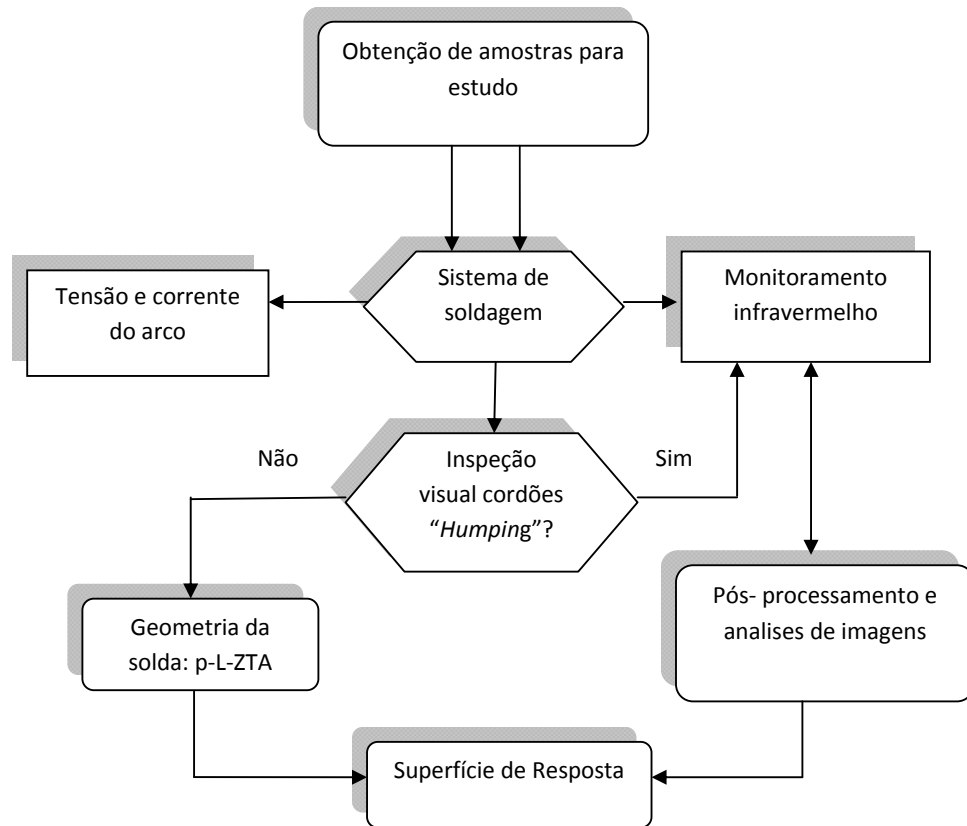 Obtenção de amostras para
estudo
Tensão e corrente
do arco
Sistema de
soldagem
Monitoramento
infravermelho
Não
Inspeção
visual cordões
“Humping”?
Sim
Geometria da
solda: p-L-ZTA
Pós- processamento e
analises de imagens
Superfície de Resposta